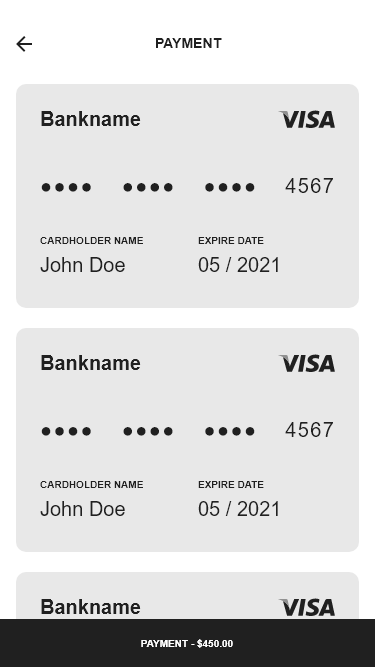 PAYMENT
Bankname VISA
•••• •••• •••• 4567
CARDHOLDER NAME EXPIRE DATE
John Doe 05 / 2021
Bankname VISA
•••• •••• •••• 4567
CARDHOLDER NAME EXPIRE DATE
John Doe 05 / 2021
Bankname VISA
PAYMENT - $450.00